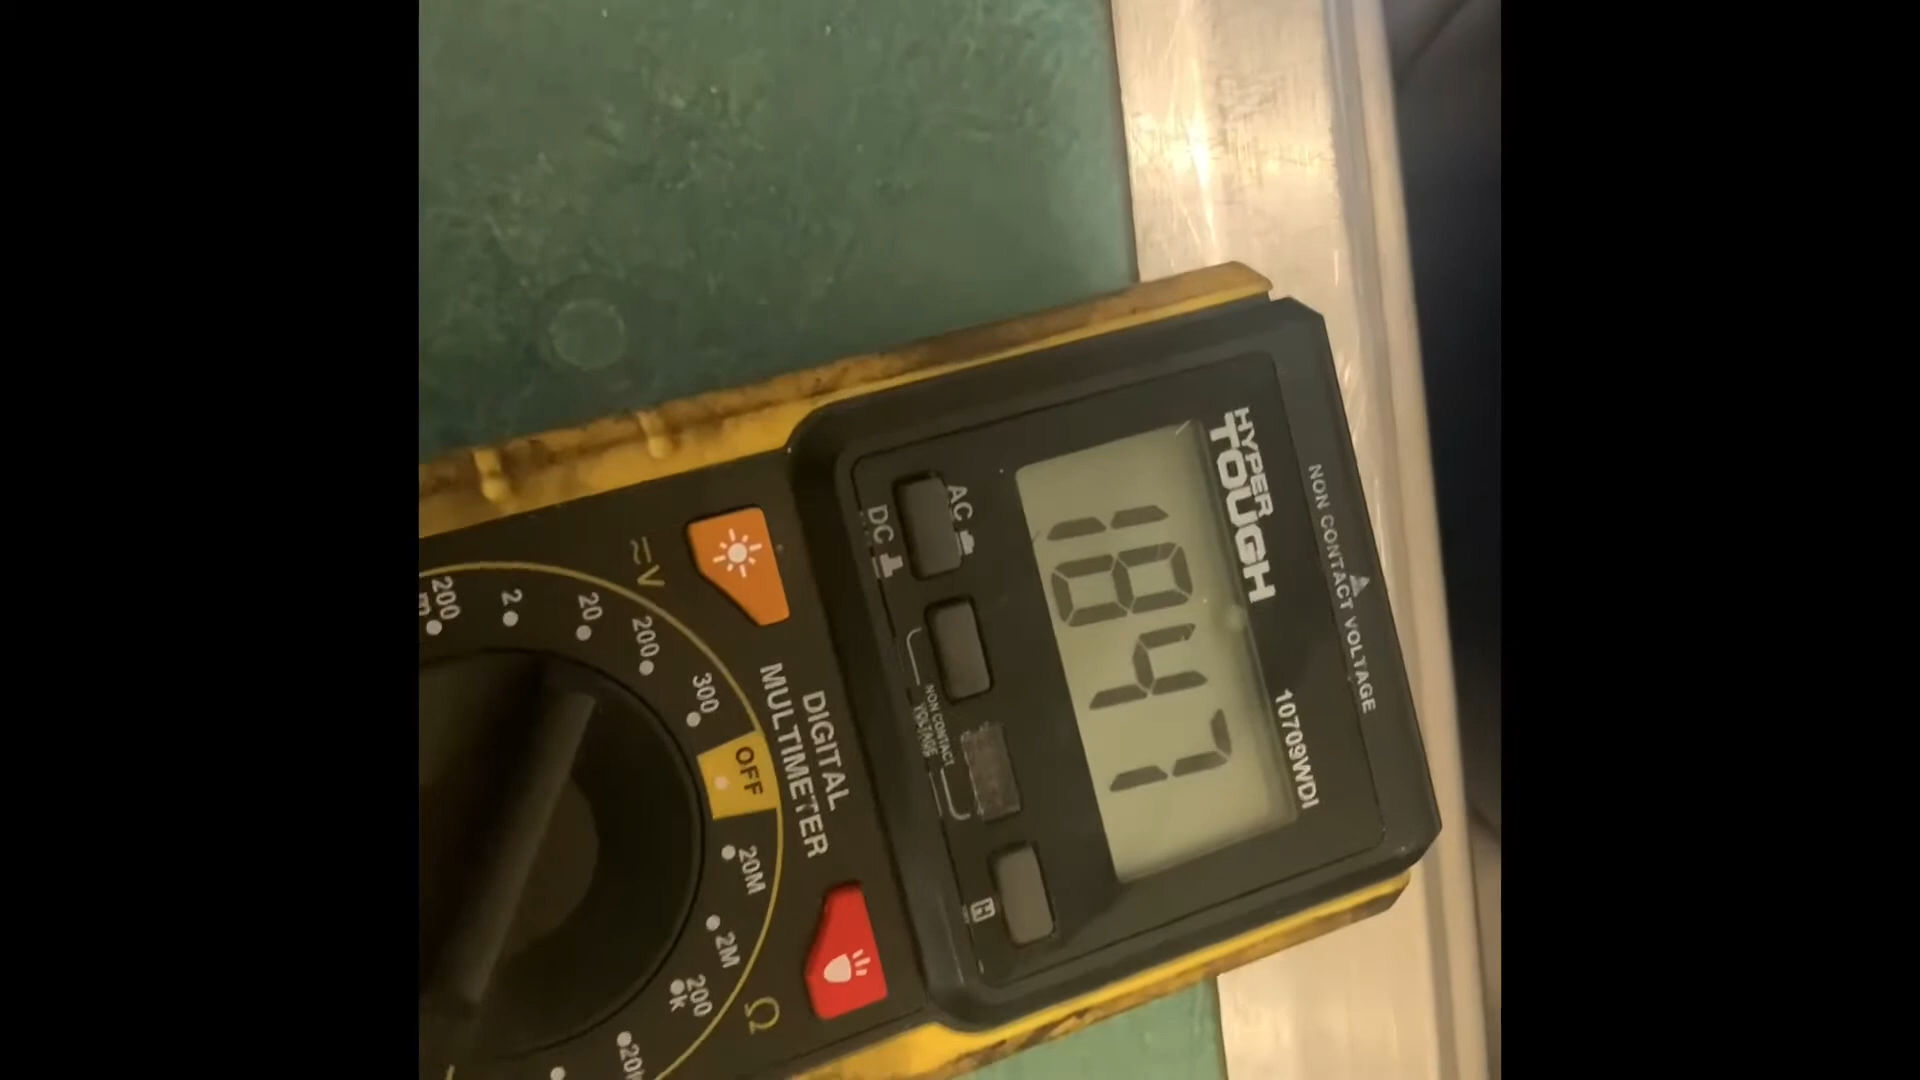 NON CONTACT VOLTAGE
HYPER
TOUGH
10709WDI
1847
AC
DC
NON CONTACT
VOLTAGE
H
DIGITAL
MULTIMETER
V
200
m
2
20
200
300
OFF
20M
2M
200
k
Ω